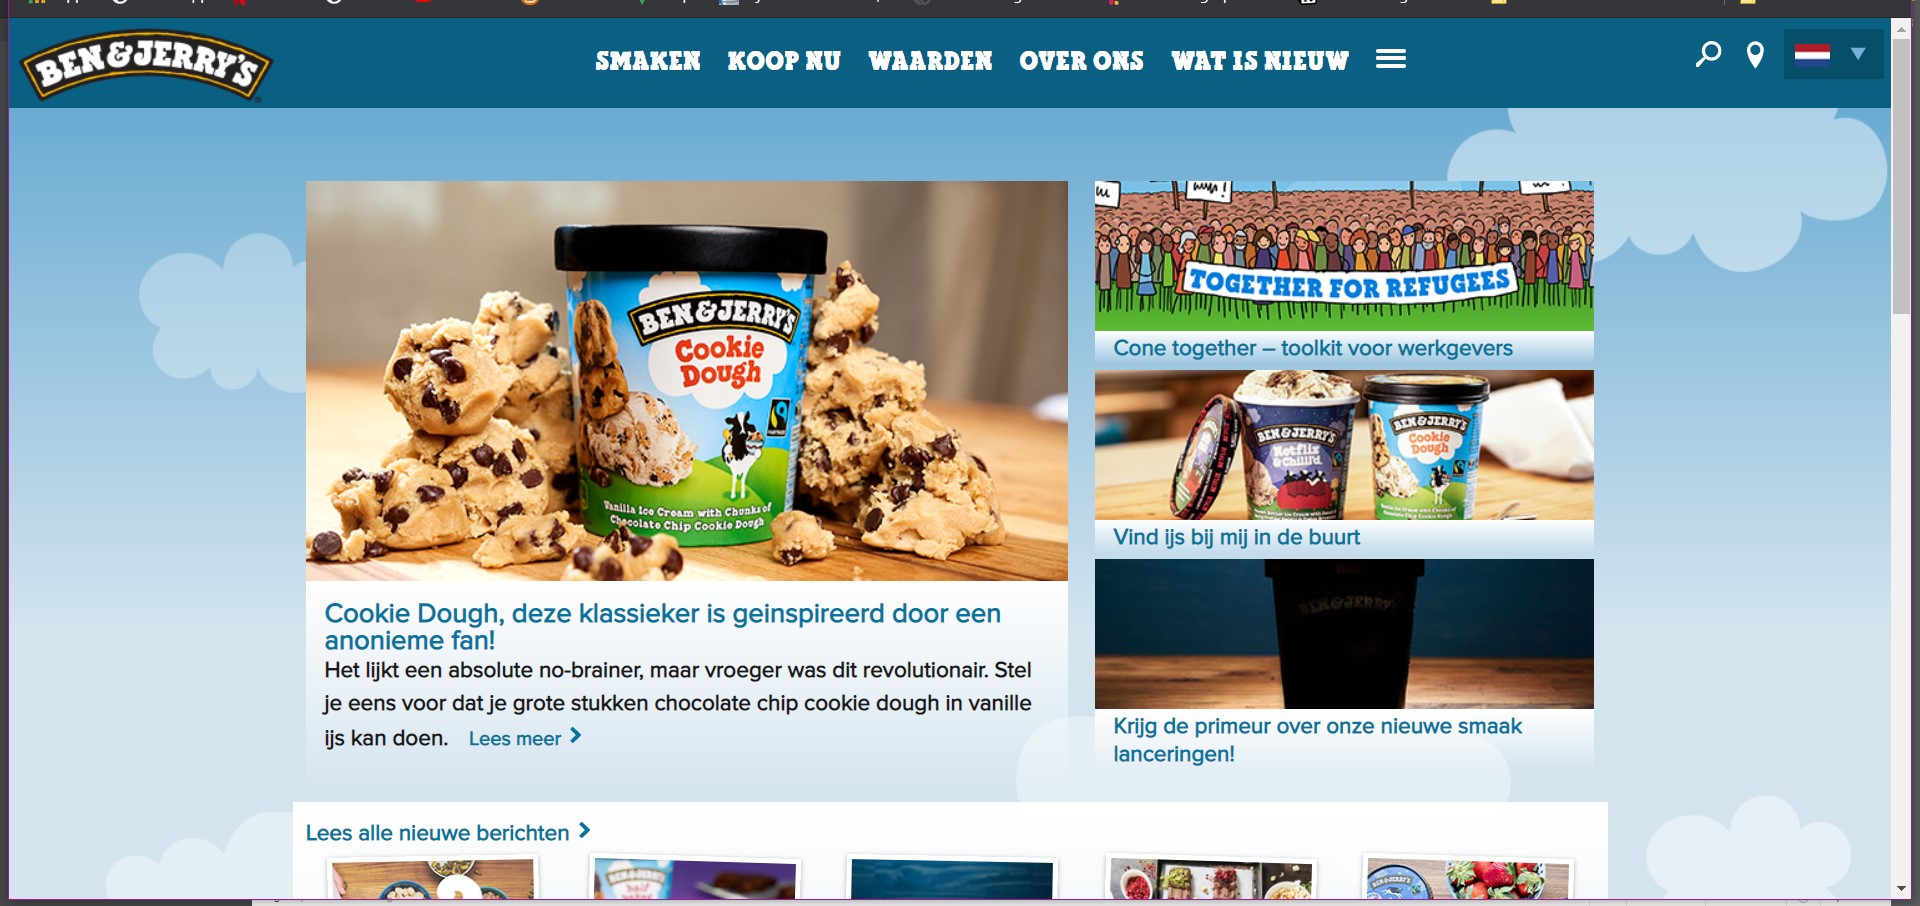 BEN & JERRY'S
SMAKEN KOOP NU WAARDEN OVER ONS WAT IS NIEUW
BEN & JERRY'S
Cookie
Dough
Vanilla Ice Cream with Chunks of
Chocolate Chip Cookie Dough
Cookie Dough, deze klassieker is geinspireerd door een
anonieme fan!
Het lijkt een absolute no-brainer, maar vroeger was dit revolutionair. Stel
je eens voor dat je grote stukken chocolate chip cookie dough in vanille
ijs kan doen. Lees meer
TOGETHER FOR REFUGEES
Cone together – toolkit voor werkgevers
BEN & JERRY'S
Netflix
& Chilll'd
BEN & JERRY'S
Cookie
Dough
Vind ijs bij mij in de buurt
BEN & JERRY'S
Krijg de primeur over onze nieuwe smaak
lanceringen!
Lees alle nieuwe berichten
BEN & JERRY'S
BEN & JERRY'S